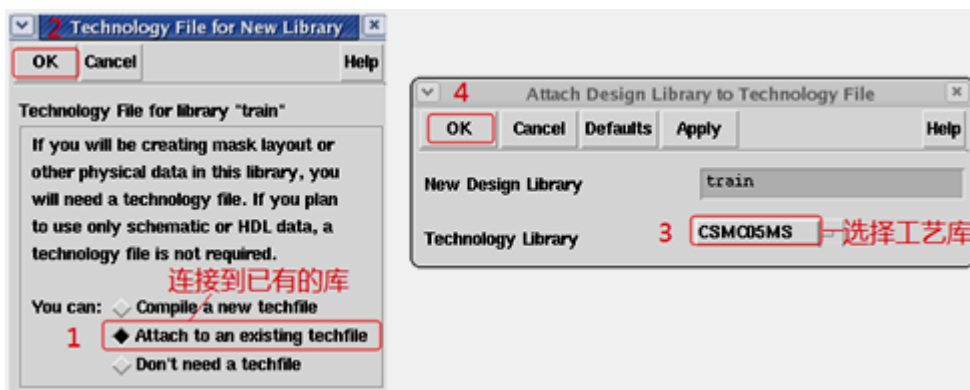 2 Technology File for New Library
OK Cancel Help
Technology File for library "train"
If you will be creating mask layout or
other physical data in this library, you
will need a technology file. If you plan
to use only schematic or HDL data, a
technology file is not required.
连接到已有的库
You can: Compile a new techfile
1 Attach to an existing techfile
Don't need a techfile
4 Attach Design Library to Technology File
OK Cancel Defaults Apply Help
New Design Library train
Technology Library 3 CSMC05MS 选择工艺库